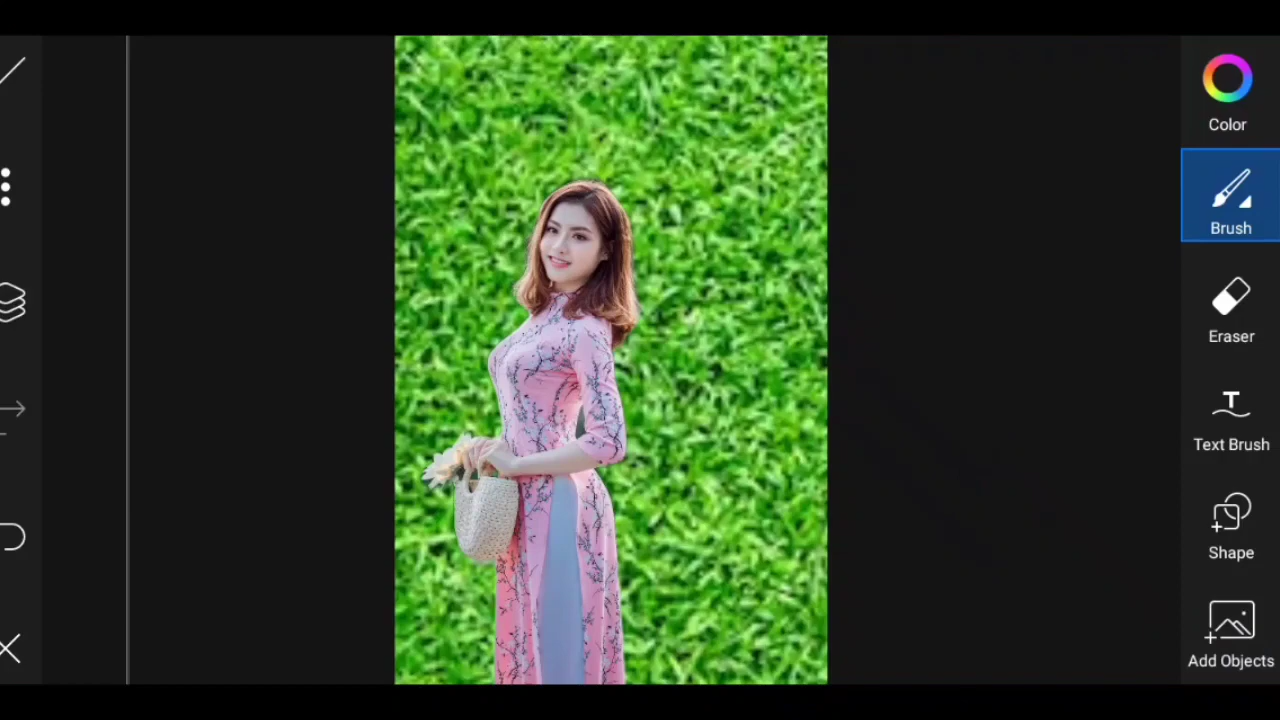 Color
Brush
Eraser
Text Brush
Shape
Add Objects